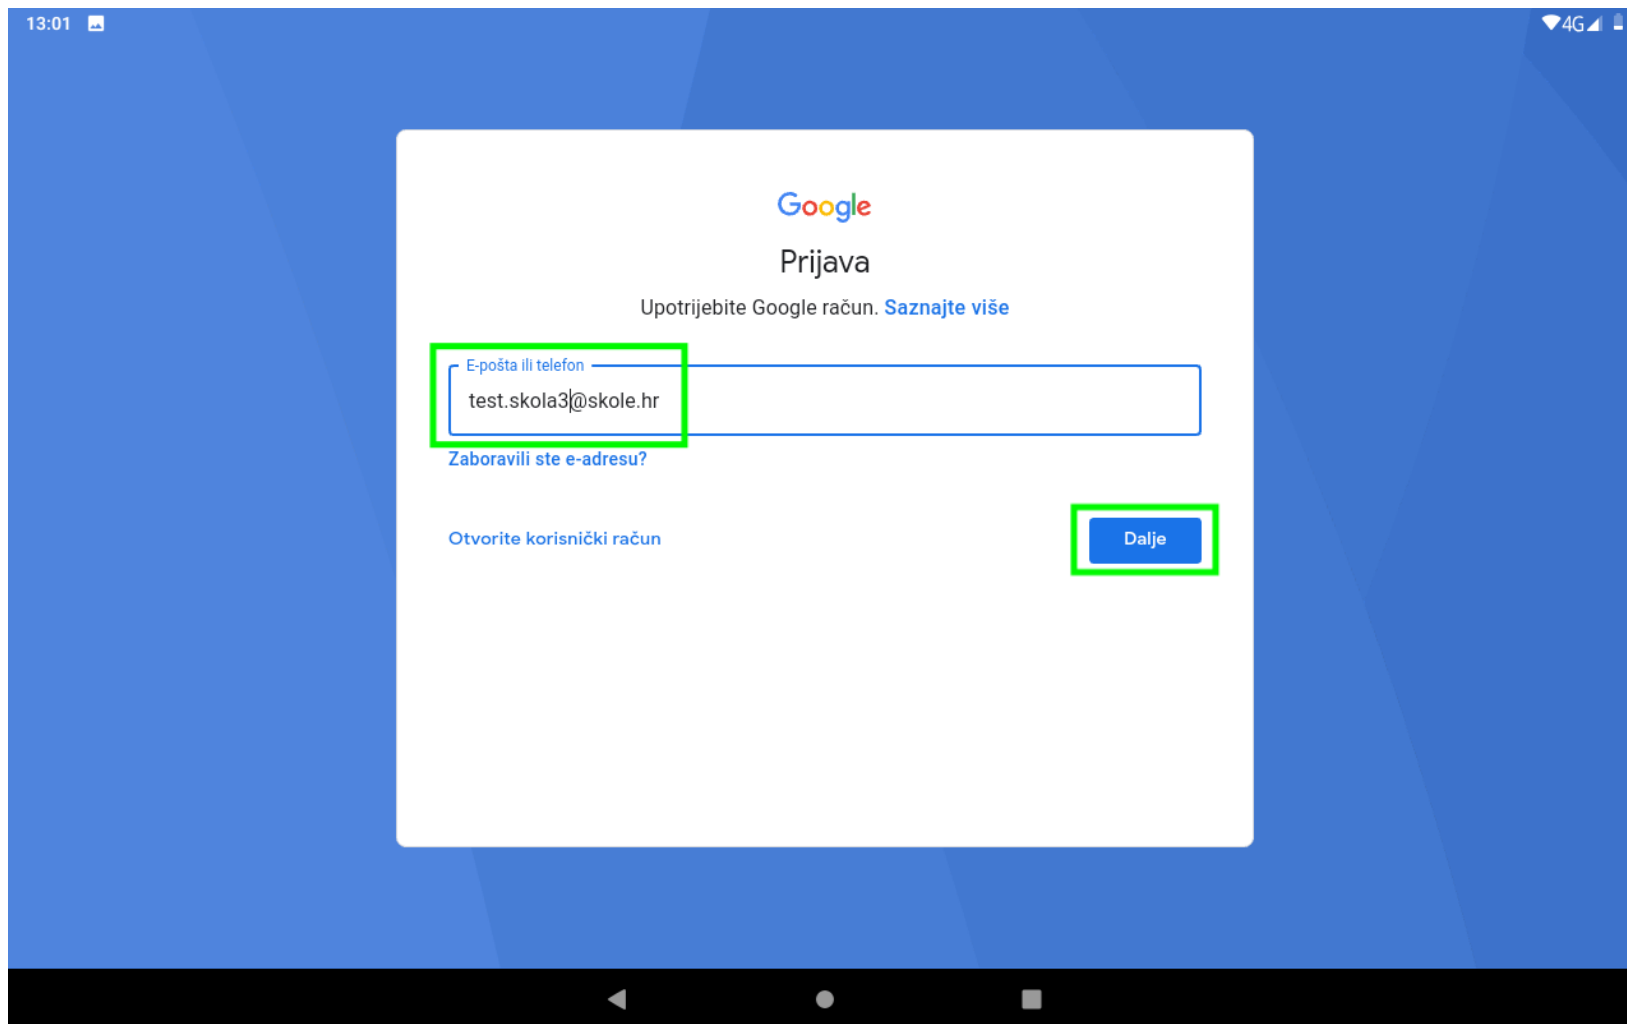 13:01
4G
Google
Prijava
Upotrijebite Google račun. Saznajte više
E-pošta ili telefon
test.skola3@skole.hr
Zaboravili ste e-adresu?
Otvorite korisnički račun
Dalje